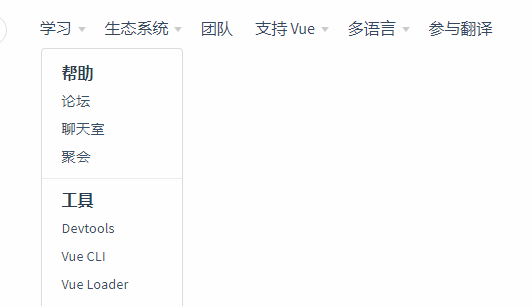 学习 生态系统 团队 支持 Vue 多语言 参与翻译
帮助
论坛
聊天室
聚会
工具
Devtools
Vue CLI
Vue Loader